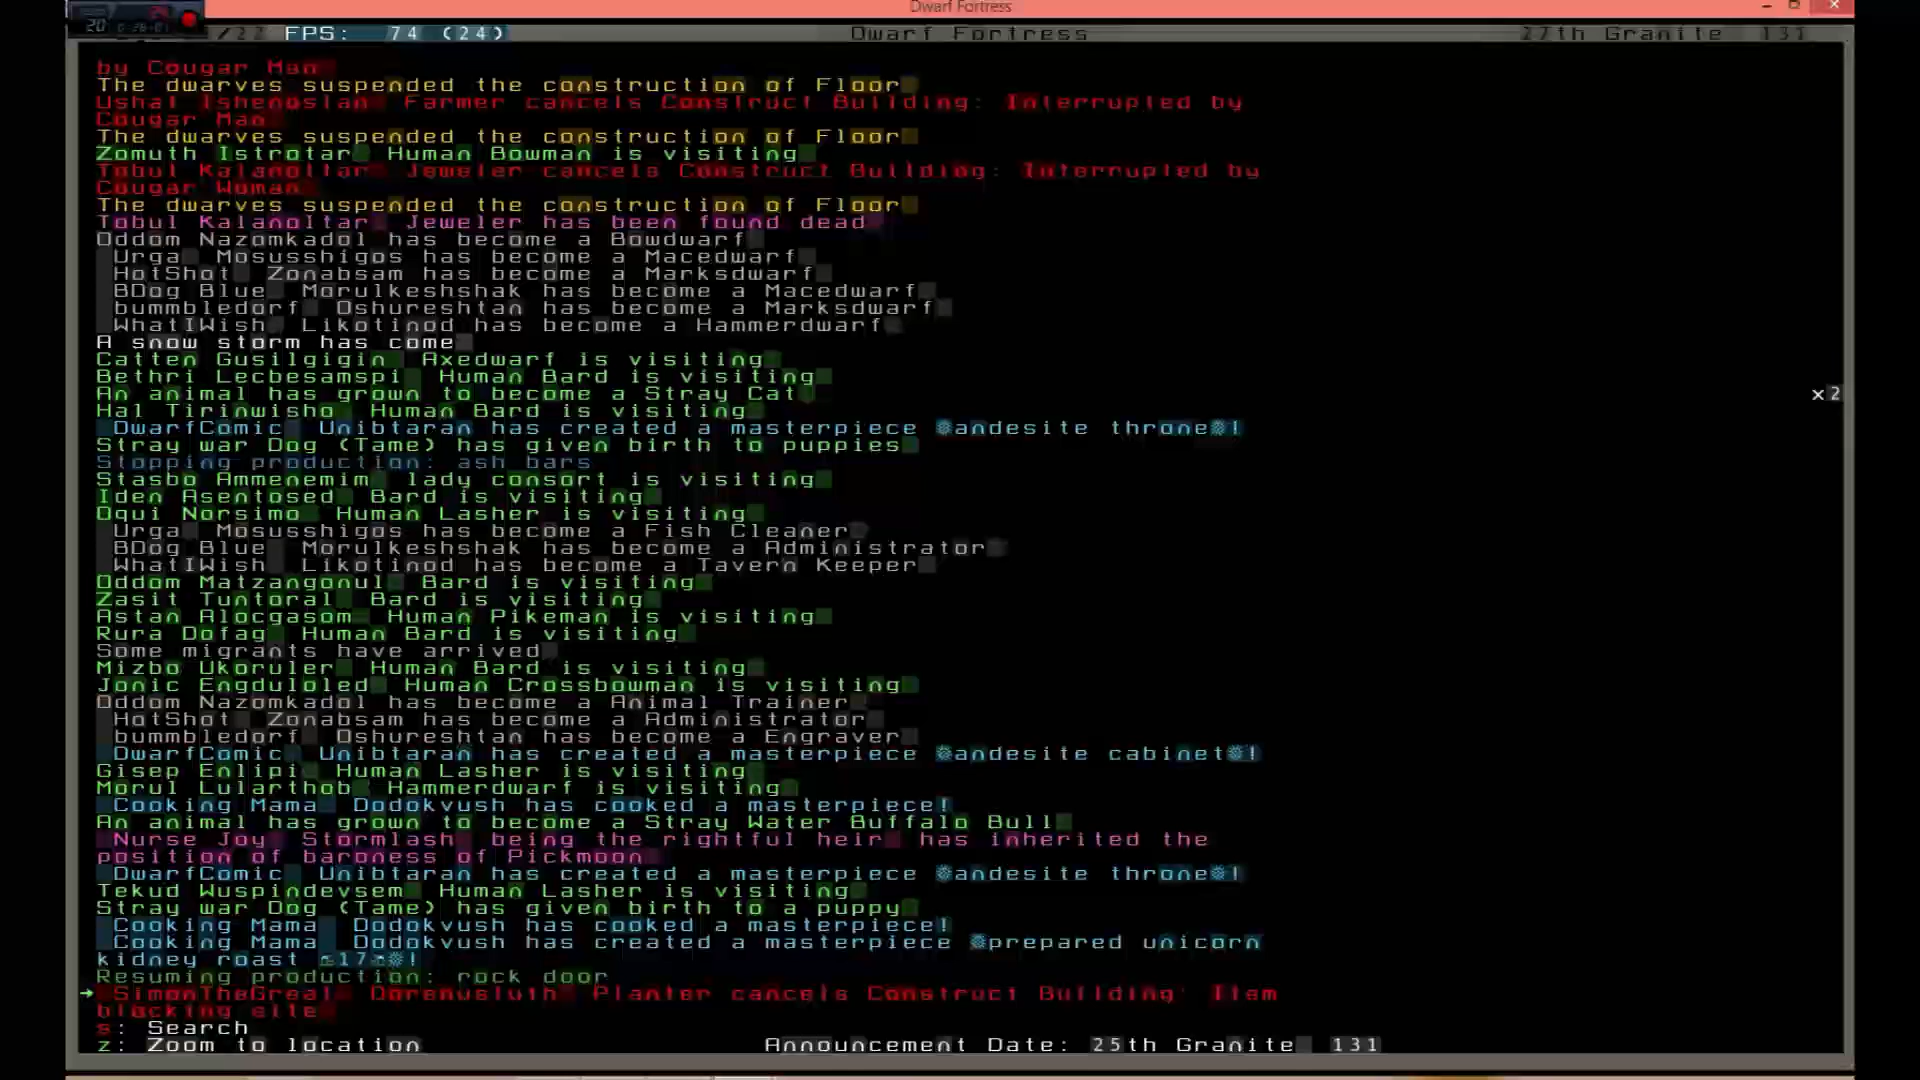 Dwarf Fortress
FPS: 74 (24)
Dwarf Fortress
27th Granite 131
by Cougar Man
The dwarves suspended the construction of Floor
Farmer cancels Construct Building: Interrupted by
Cougar Man
The dwarves suspended the construction of Floor
Zomuth Istrotar Human Bowman is visiting
Tobul Kalanoltar Jeweler cancels Construct Building: Interrupted by
Cougar Woman
The dwarves suspended the construction of Floor
Tobul Kalanoltar Jeweler has been found dead
Oddom Nazomkadol has become a Bowdwarf
Urga Mosusshigos has become a Macedwarf
HotShot Zonabsam has become a Marksdwarf
BDog Blue Morulkeshshak has become a Macedwarf
bummbledorf Oshureshtan has become a Marksdwarf
WhatIWish Likotinod has become a Hammerdwarf
A snow storm has come
Catten Gusilgigin Axedwarf is visiting
Bethri Lecbesamspi Human Bard is visiting
An animal has grown to become a Stray Cat
x2
Hal Tirinwisho Human Bard is visiting
DwarfComic Unibtaran has created a masterpiece ☼andesite throne☼!
Stray war Dog (Tame) has given birth to puppies
Stopping production: ash bars
Stasbo Ammenemim lady consort is visiting
Iden Asentosed Bard is visiting
Oqui Norsimo Human Lasher is visiting
Urga Mosusshigos has become a Fish Cleaner
BDog Blue Morulkeshshak has become a Administrator
WhatIWish Likotinod has become a Tavern Keeper
Oddom Matzangonul Bard is visiting
Zasit Tuntoral Bard is visiting
Astan Alocgasom Human Pikeman is visiting
Rura Dofag Human Bard is visiting
Some migrants have arrived
Mizbo Ukoruler Human Bard is visiting
Jonic Engduloled Human Crossbowman is visiting
Oddom Nazomkadol has become a Animal Trainer
HotShot Zonabsam has become a Administrator
bummbledorf Oshureshtan has become a Engraver
DwarfComic Unibtaran has created a masterpiece ☼andesite cabinet☼!
Gisep Enlipi Human Lasher is visiting
Morul Lularthob Hammerdwarf is visiting
Cooking Mama Dodokvush has cooked a masterpiece!
An animal has grown to become a Stray Water Buffalo Bull
Nurse Joy Stormlash being the rightful heir has inherited the
position of baroness of Pickmoon
DwarfComic Unibtaran has created a masterpiece ☼andesite throne☼!
Tekud Wuspindevsem Human Lasher is visiting
Stray war Dog (Tame) has given birth to a puppy
Cooking Mama Dodokvush has cooked a masterpiece!
Cooking Mama Dodokvush has created a masterpiece ☼prepared unicorn
kidney roast 17☼!
Resuming production: rock door
Planter cancels Construct Building: Item
blocking site
s: Search
z: Zoom to location
Announcement Date: 25th Granite 131